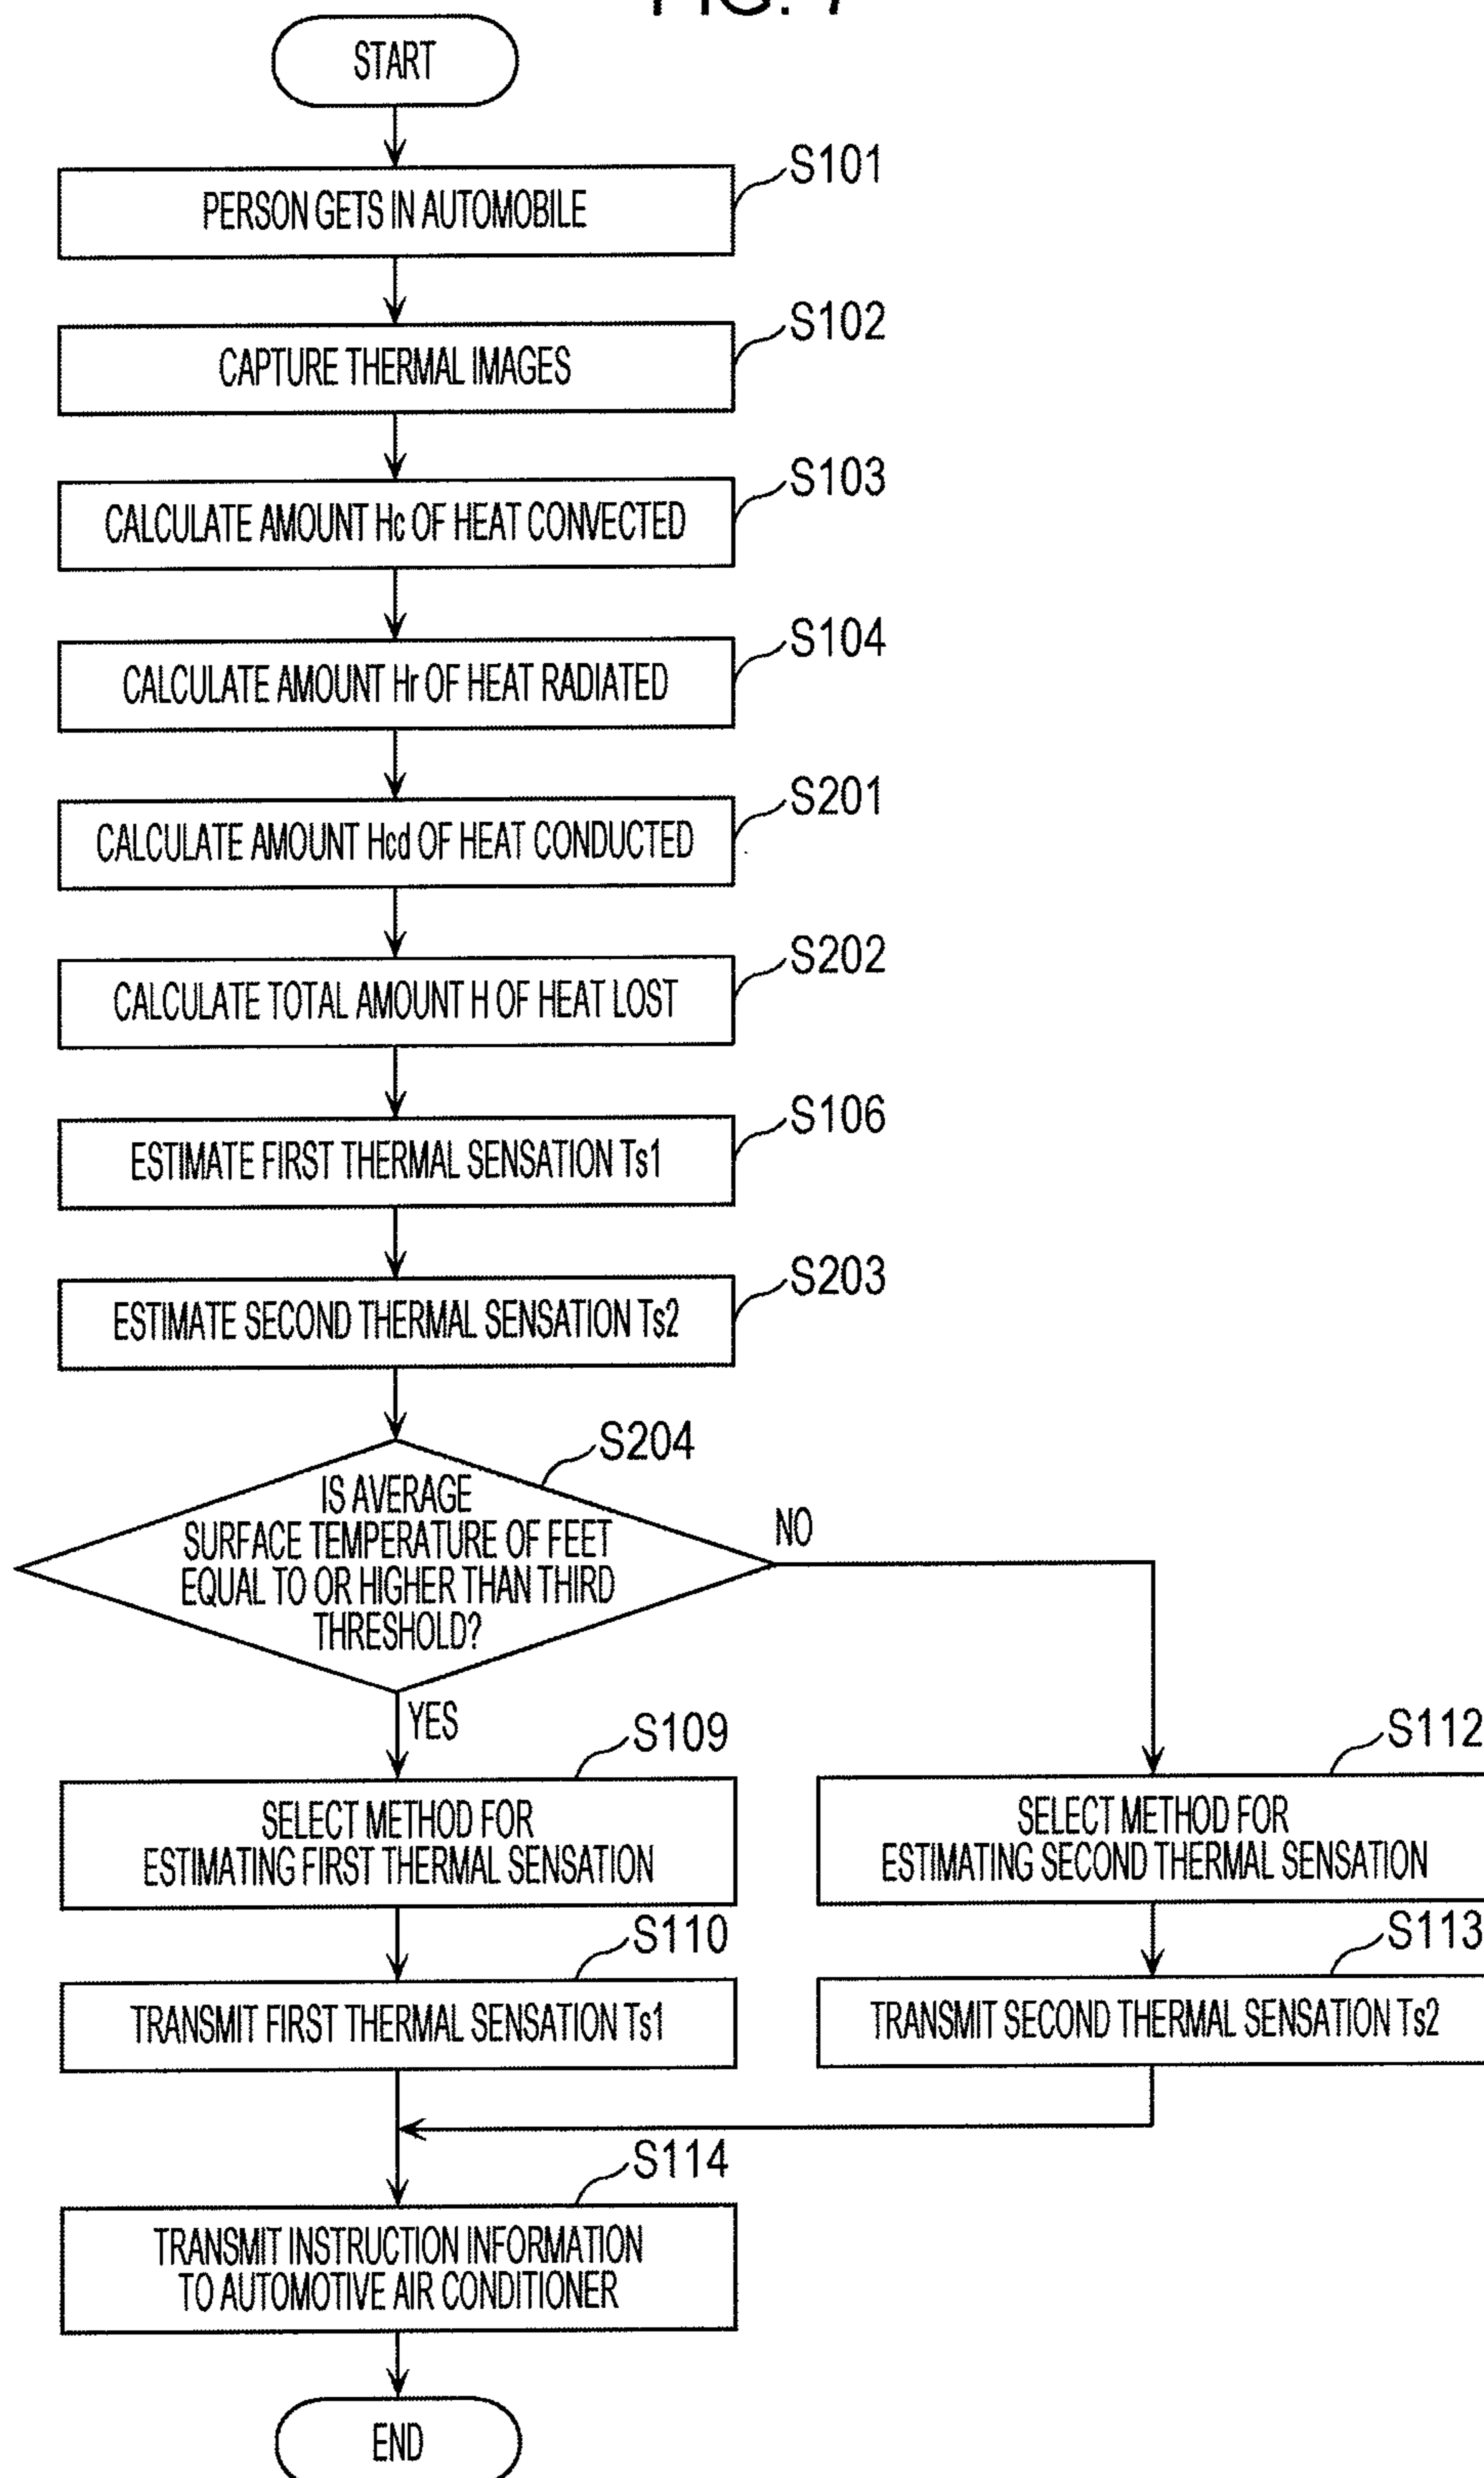 FIG. 7
START
S101
PERSON GETS IN AUTOMOBILE
S102
CAPTURE THERMAL IMAGES
S103
CALCULATE AMOUNT Hc OF HEAT CONVECTED
S104
CALCULATE AMOUNT Hr OF HEAT RADIATED
S201
CALCULATE AMOUNT Hcd OF HEAT CONDUCTED
S202
CALCULATE TOTAL AMOUNT H OF HEAT LOST
S106
ESTIMATE FIRST THERMAL SENSATION Ts1
S203
ESTIMATE SECOND THERMAL SENSATION Ts2
S204
IS AVERAGE
SURFACE TEMPERATURE OF FEET
EQUAL TO OR HIGHER THAN THIRD
THRESHOLD?
NO
YES
S109
SELECT METHOD FOR
ESTIMATING FIRST THERMAL SENSATION
S112
SELECT METHOD FOR
ESTIMATING SECOND THERMAL SENSATION
S110
TRANSMIT FIRST THERMAL SENSATION Ts1
S113
TRANSMIT SECOND THERMAL SENSATION Ts2
S114
TRANSMIT INSTRUCTION INFORMATION
TO AUTOMOTIVE AIR CONDITIONER
END